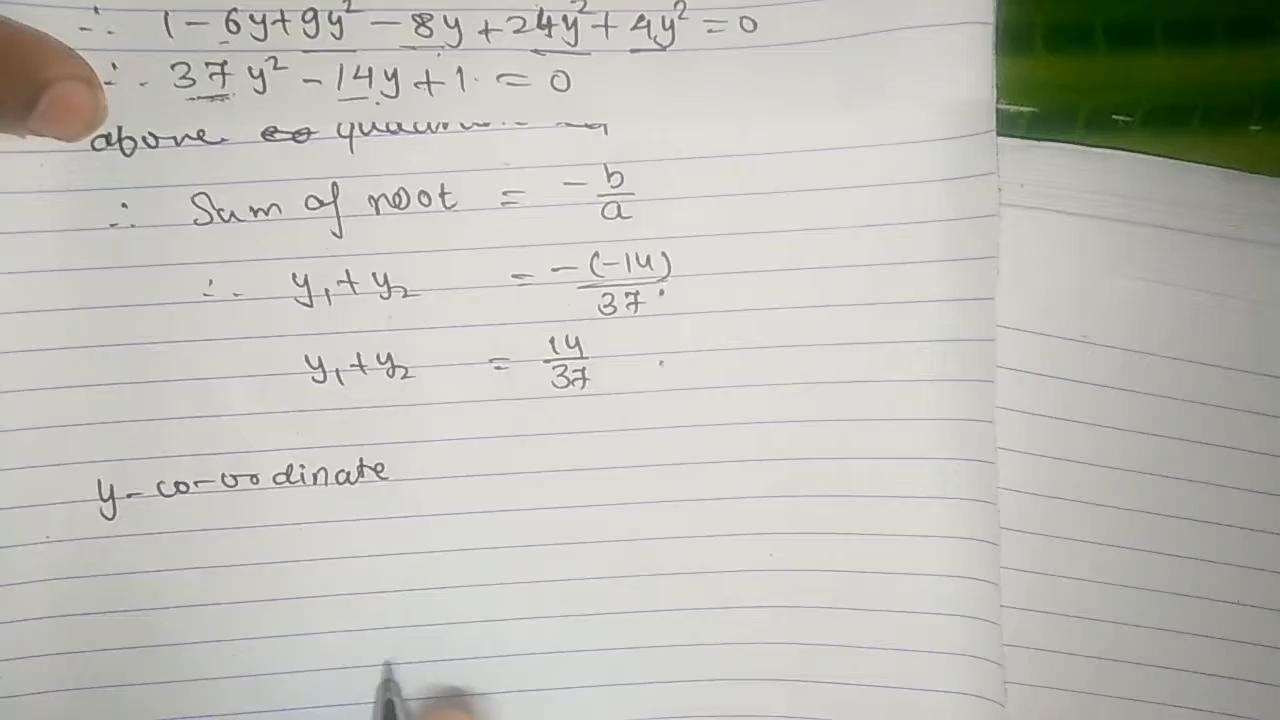 ∴ 1 - 6y + 9y² - 8y + 24y² + 4y² = 0
∴ 37y² - 14y + 1 = 0
above
∴ Sum of root = -b/a
∴ y₁ + y₂ = -(-14)/37
y₁ + y₂ = 14/37
y-co-ordinate